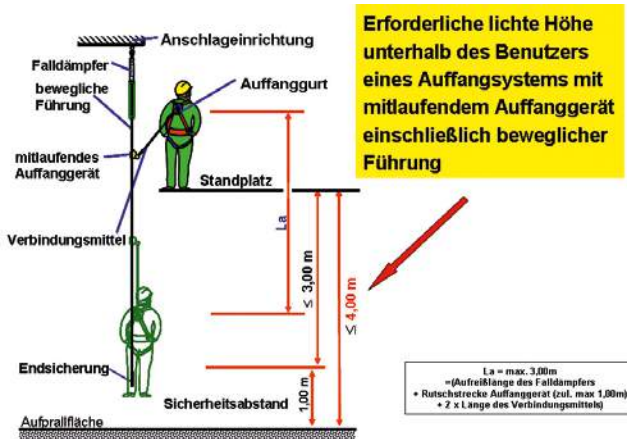 Anschlageinrichtung
Falldämpfer
bewegliche
Führung
Auffanggurt
mitlaufendes
Auffanggerät
Standplatz
Verbindungsmittel
La
≤ 3,00 m
≤ 4,00 m
Endsicherung
Sicherheitsabstand
1,00 m
Aufprallfläche
Erforderliche lichte Höhe
unterhalb des Benutzers
eines Auffangsystems mit
mitlaufendem Auffanggerät
einschließlich beweglicher
Führung
La = max. 3,00m
=(Aufreißlänge des Falldämpfers
+ Rutschstrecke Auffanggerät (zul. max 1,00m)
+ 2 x Länge des Verbindungsmittels)